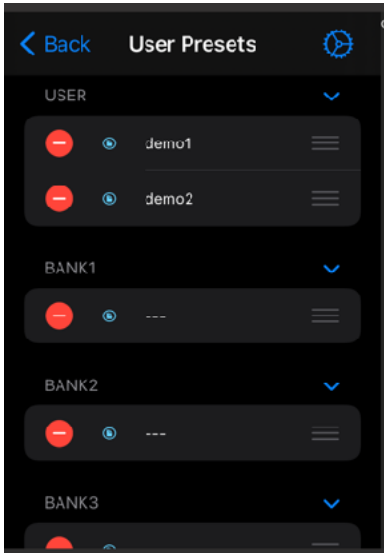 Back
User Presets
USER
demo1
demo2
BANK1
---
BANK2
---
BANK3